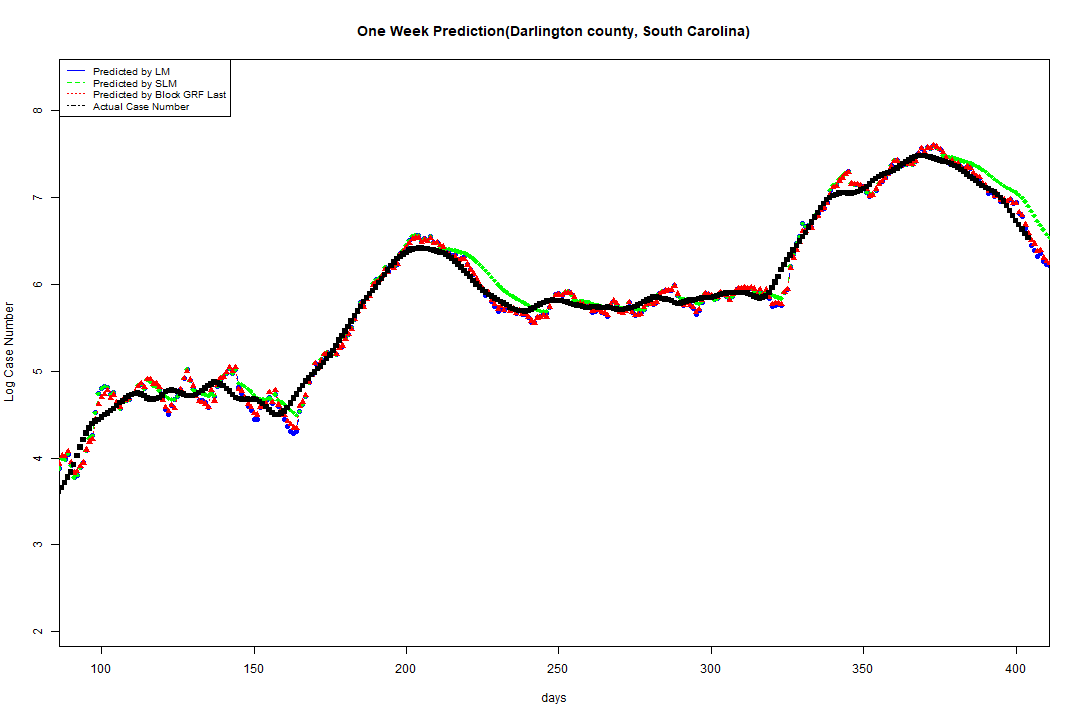 One Week Prediction(Darlington county, South Carolina)
Predicted by LM
Predicted by SLM
Predicted by Block GRF Last
Actual Case Number
8
7
6
5
4
3
2
Log Case Number
100 150 200 250 300 350 400
days